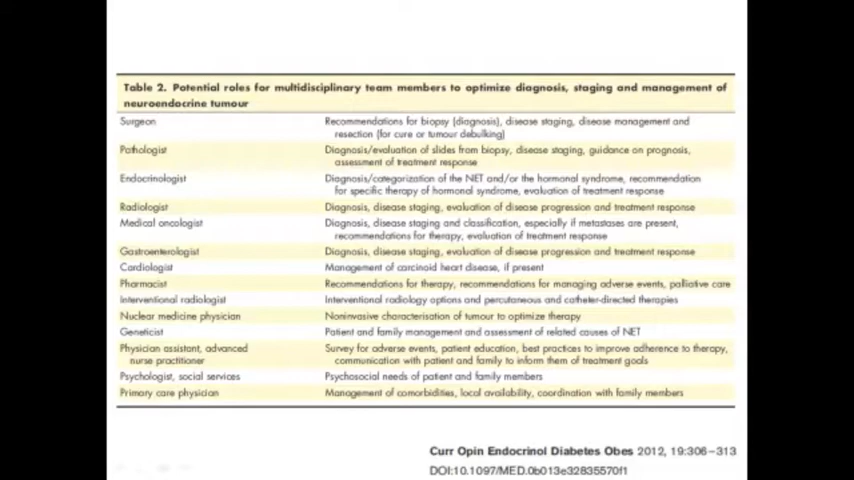 Table 2. Potential roles for multidisciplinary team members to optimize diagnosis, staging and management of
neuroendocrine tumour
Surgeon Recommendations for biopsy (diagnosis), disease staging, disease management and
resection (for cure or tumour debulking)
Pathologist Diagnosis/evaluation of slides from biopsy, disease staging, guidance on prognosis,
assessment of treatment response
Endocrinologist Diagnosis/categorization of the NET and/or the hormonal syndrome, recommendation
for specific therapy of hormonal syndrome, evaluation of treatment response
Radiologist Diagnosis, disease staging, evaluation of disease progression and treatment response
Medical oncologist Diagnosis, disease staging and classification, especially if metastases are present,
recommendations for therapy, evaluation of treatment response
Gastroenterologist Diagnosis, disease staging, evaluation of disease progression and treatment response
Cardiologist Management of carcinoid heart disease, if present
Pharmacist Recommendations for therapy, recommendations for managing adverse events, palliative care
Interventional radiologist Interventional radiology options and percutaneous and catheter-directed therapies
Nuclear medicine physician Noninvasive characterisation of tumour to optimize therapy
Geneticist Patient and family management and assessment of related causes of NET
Physician assistant, advanced Survey for adverse events, patient education, best practices to improve adherence to therapy,
nurse practitioner communication with patient and family to inform them of treatment goals
Psychologist, social services Psychosocial needs of patient and family members
Primary care physician Management of comorbidities, local availability, coordination with family members
Curr Opin Endocrinol Diabetes Obes 2012, 19:306–313
DOI:10.1097/MED.0b013e32835570f1